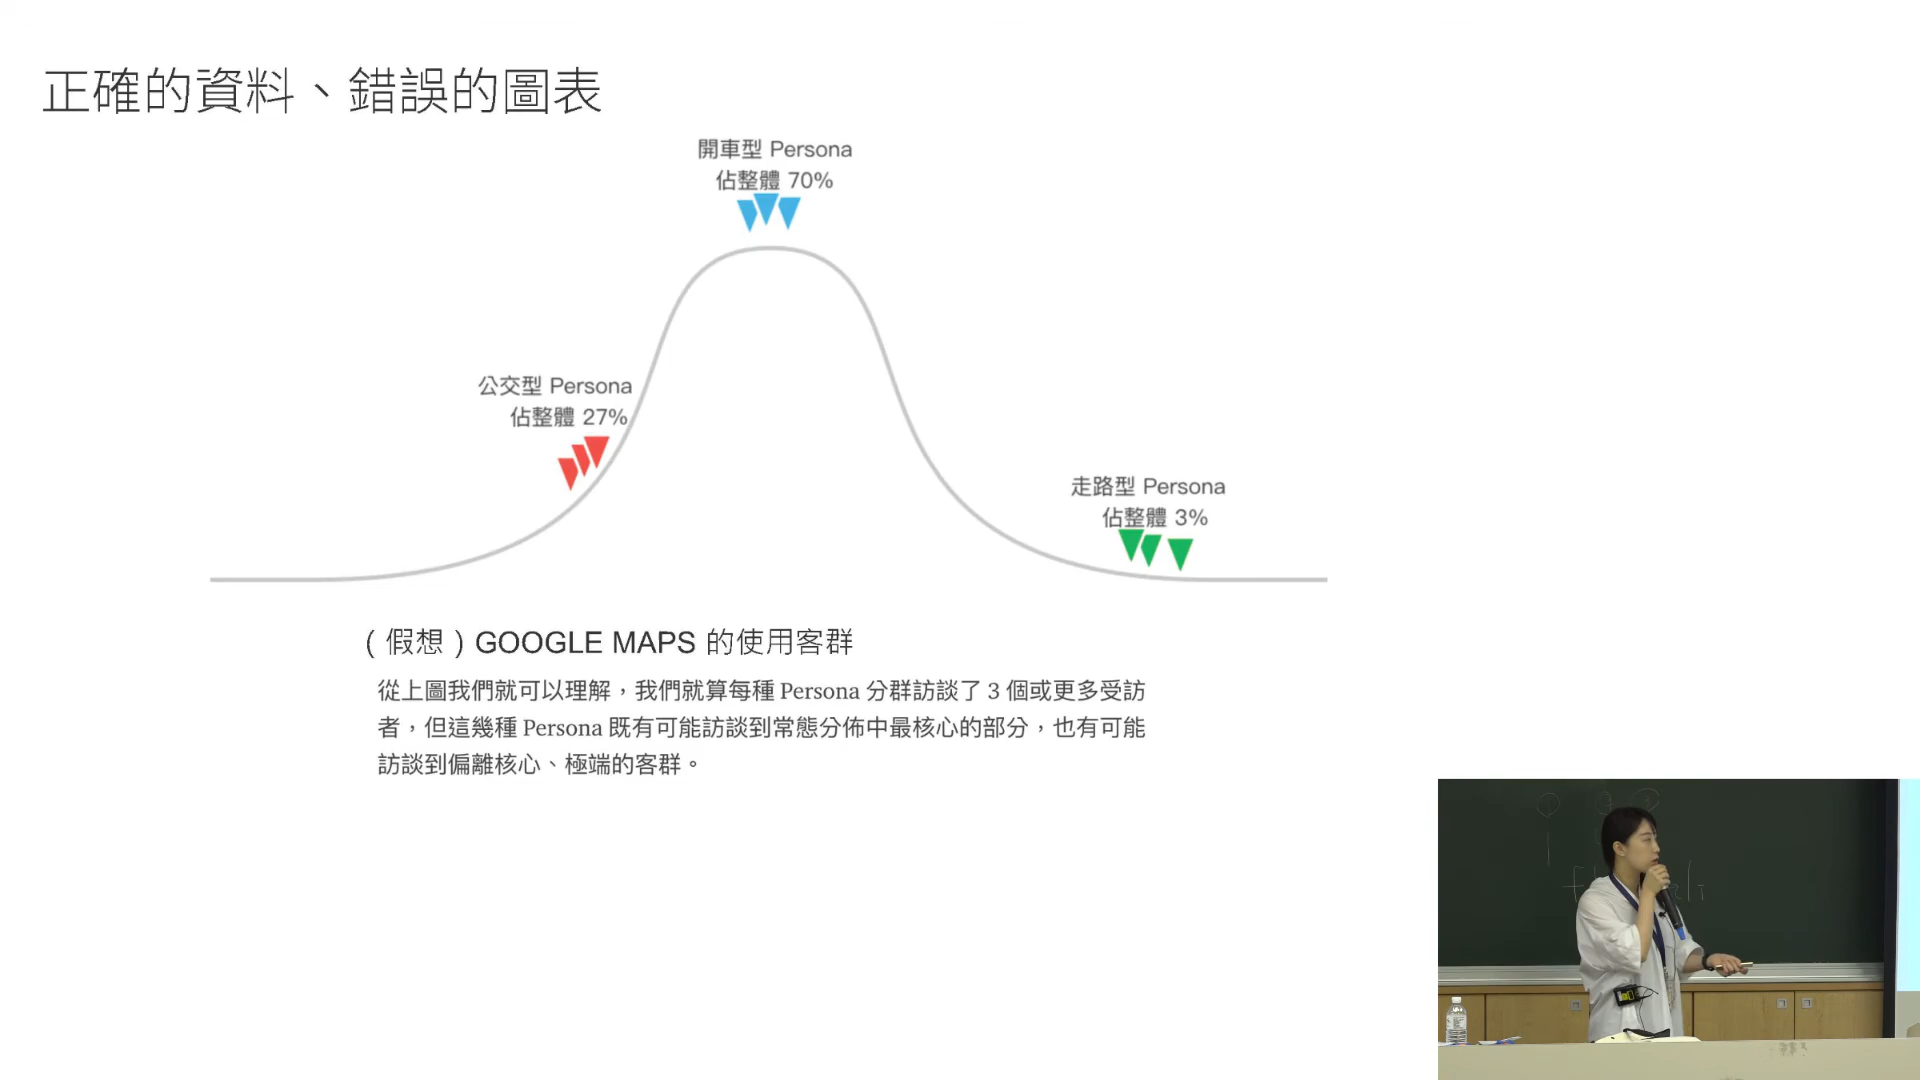 正確的資料、錯誤的圖表
開車型 Persona
佔整體 70%
公交型 Persona
佔整體 27%
走路型 Persona
佔整體 3%
（假想）GOOGLE MAPS 的使用客群
從上圖我們就可以理解，我們就算每種 Persona 分群訪談了 3 個或更多受訪
者，但這幾種 Persona 既有可能訪談到常態分佈中最核心的部分，也有可能
訪談到偏離核心、極端的客群。